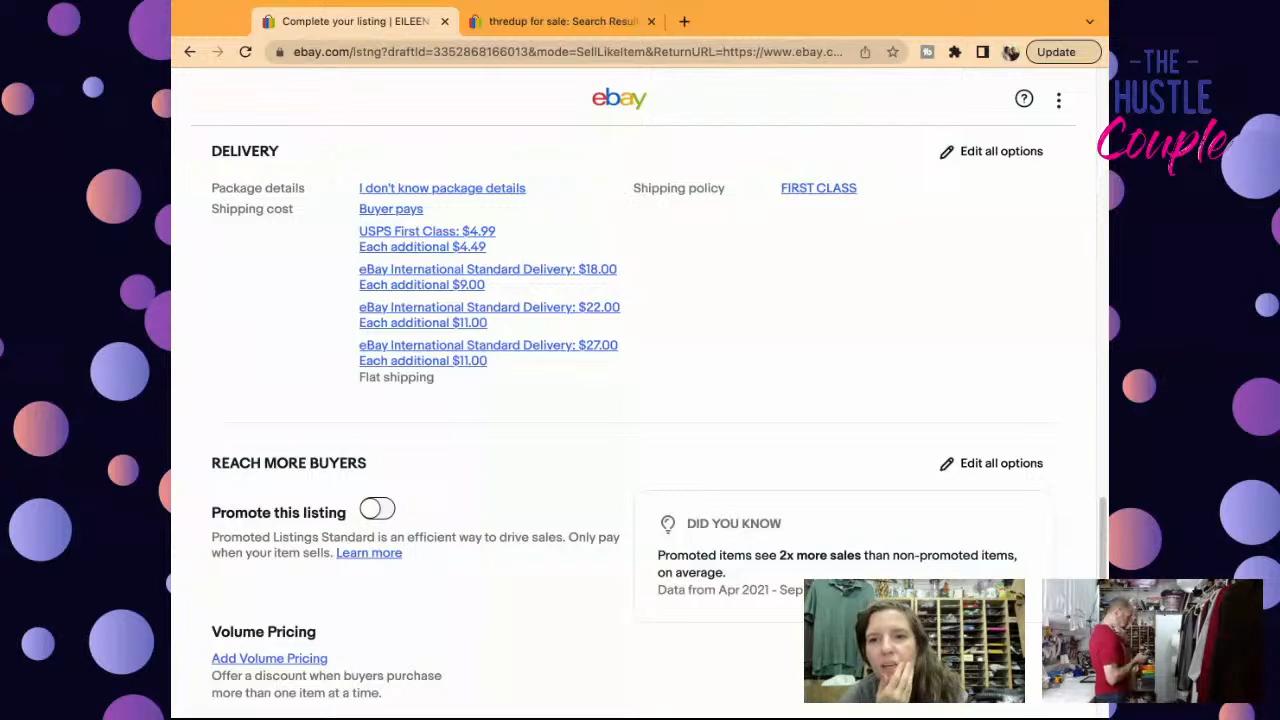 Complete your listing | EILEEN
thredup for sale: Search Resul
ebay.com/lstng?draftId=3352868166013&mode=SellLikeItem&ReturnURL=https://www.ebay.c...
Update
-THE-
HUSTLE
Couple
ebay
DELIVERY
Edit all options
Package details
I don't know package details
Shipping policy
FIRST CLASS
Shipping cost
Buyer pays
USPS First Class: $4.99
Each additional $4.49
eBay International Standard Delivery: $18.00
Each additional $9.00
eBay International Standard Delivery: $22.00
Each additional $11.00
eBay International Standard Delivery: $27.00
Each additional $11.00
Flat shipping
REACH MORE BUYERS
Edit all options
Promote this listing
Promoted Listings Standard is an efficient way to drive sales. Only pay
when your item sells. Learn more
DID YOU KNOW
Promoted items see 2x more sales than non-promoted items,
on average.
Data from Apr 2021 - Sep
Volume Pricing
Add Volume Pricing
Offer a discount when buyers purchase
more than one item at a time.